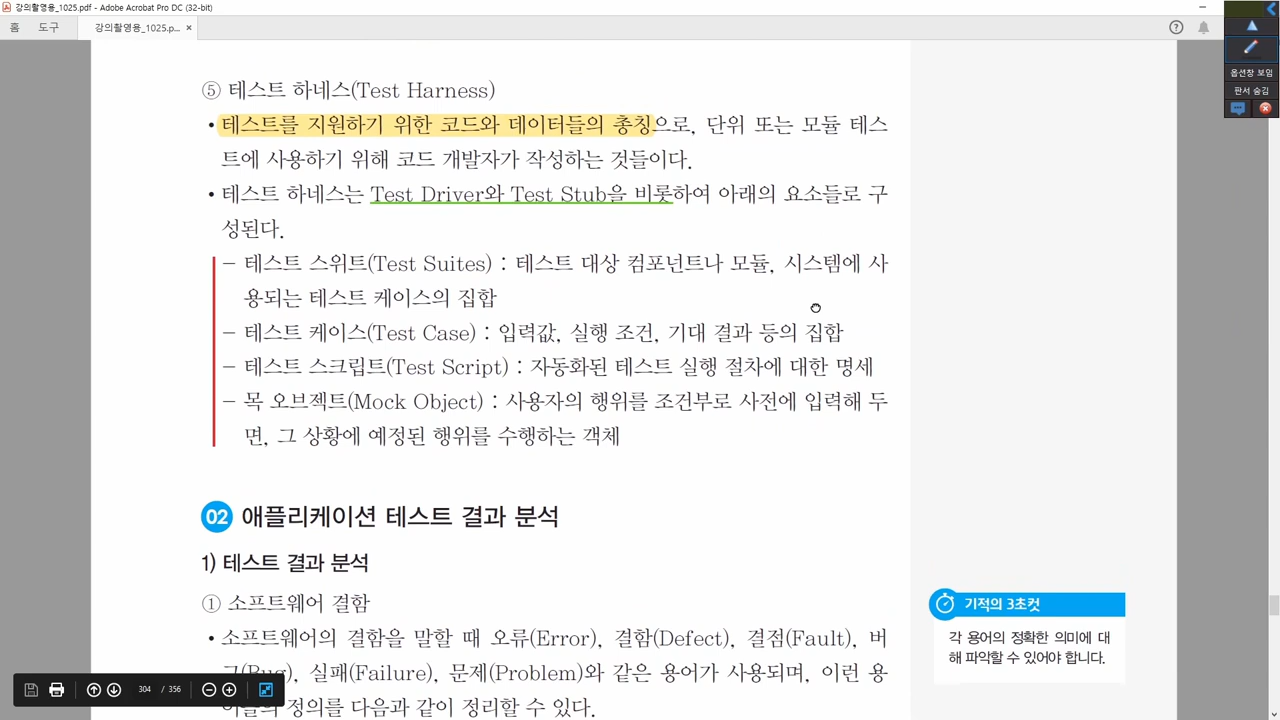 강의촬영용_1025.pdf - Adobe Acrobat Pro DC (32-bit)
홈 도구 강의촬영용_1025.p... ×
옵션창 보임
판서 숨김
⑤ 테스트 하네스(Test Harness)
• 테스트를 지원하기 위한 코드와 데이터들의 총칭으로, 단위 또는 모듈 테스
트에 사용하기 위해 코드 개발자가 작성하는 것들이다.
• 테스트 하네스는 Test Driver와 Test Stub을 비롯하여 아래의 요소들로 구
성된다.
– 테스트 스위트(Test Suites) : 테스트 대상 컴포넌트나 모듈, 시스템에 사
용되는 테스트 케이스의 집합
– 테스트 케이스(Test Case) : 입력값, 실행 조건, 기대 결과 등의 집합
– 테스트 스크립트(Test Script) : 자동화된 테스트 실행 절차에 대한 명세
– 목 오브젝트(Mock Object) : 사용자의 행위를 조건부로 사전에 입력해 두
면, 그 상황에 예정된 행위를 수행하는 객체
02 애플리케이션 테스트 결과 분석
1) 테스트 결과 분석
① 소프트웨어 결함
• 소프트웨어의 결함을 말할 때 오류(Error), 결함(Defect), 결점(Fault), 버
그(Bug), 실패(Failure), 문제(Problem)와 같은 용어가 사용되며, 이런 용
어들의 정의를 다음과 같이 정리할 수 있다.
기적의 3초컷
각 용어의 정확한 의미에 대
해 파악할 수 있어야 합니다.
304 / 356